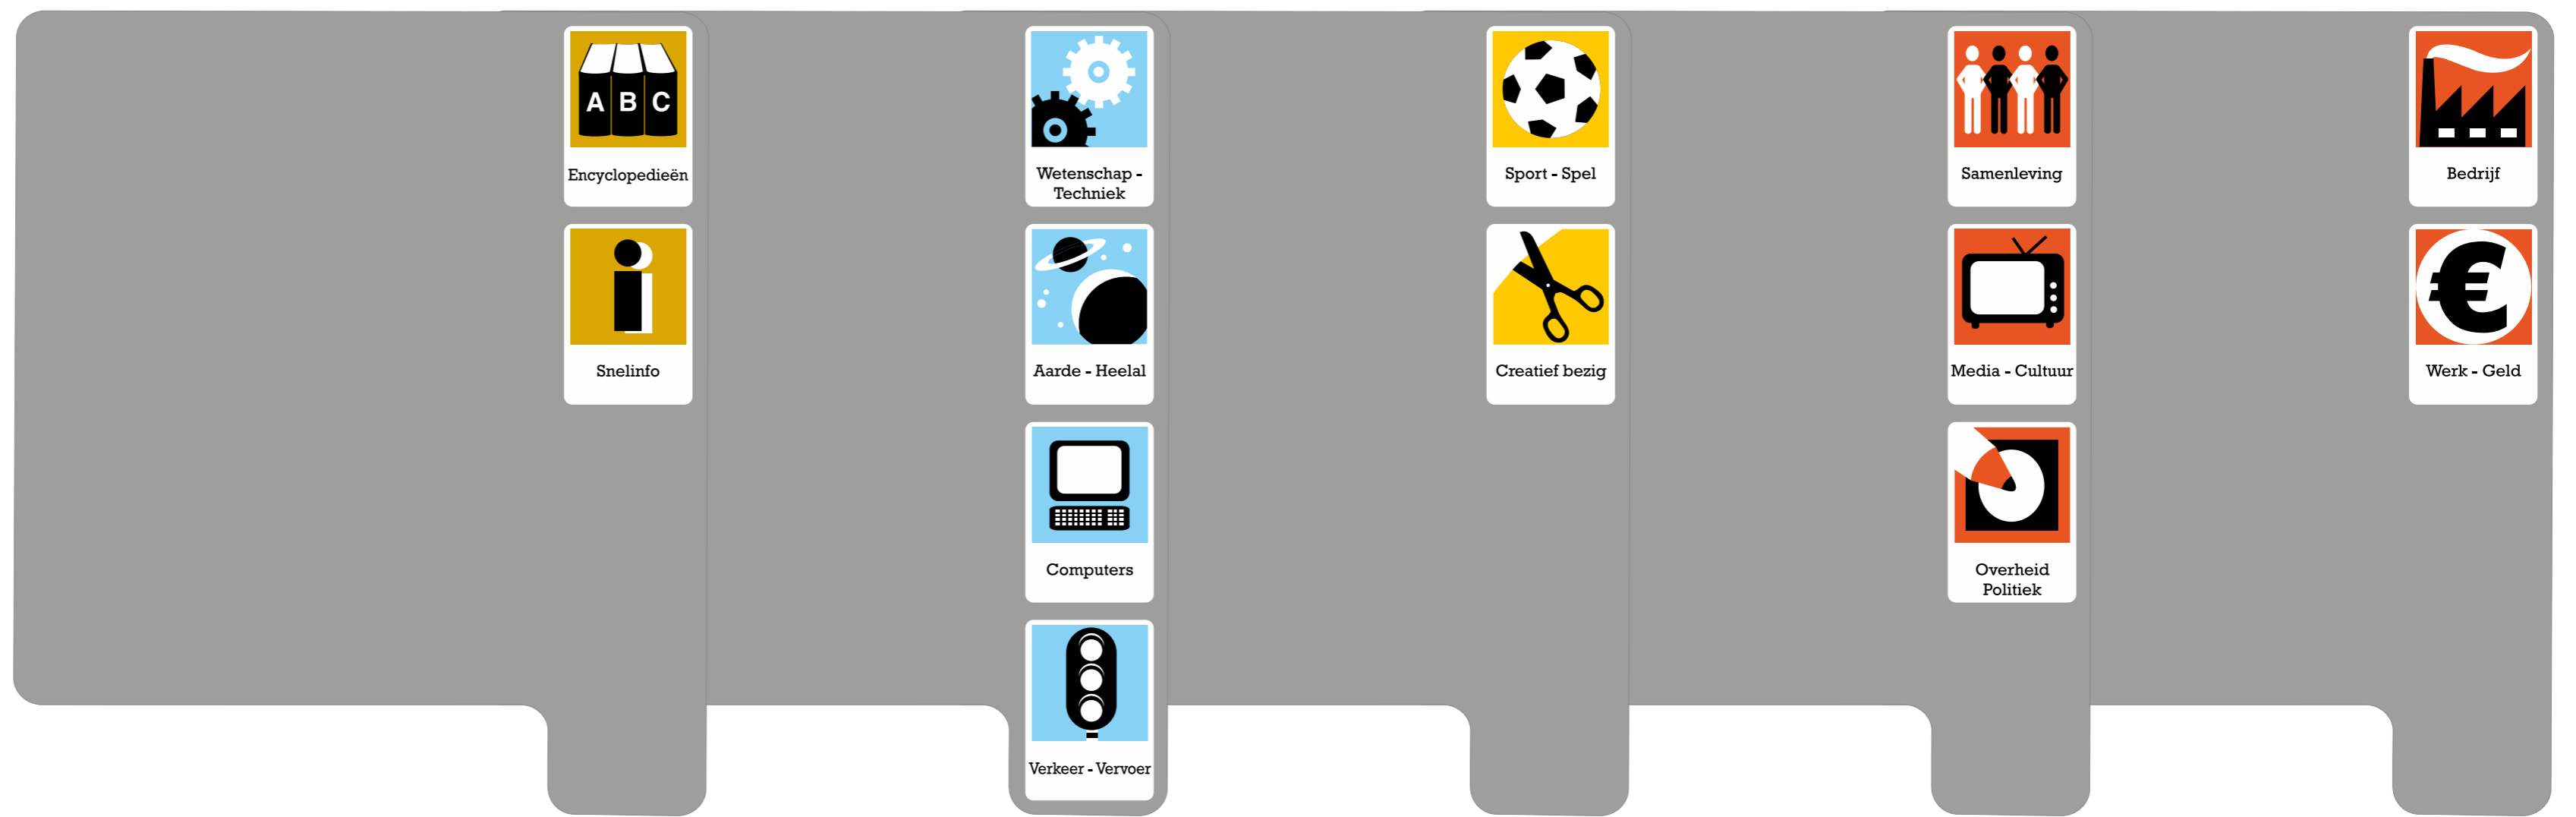 A B C
Encyclopedieën
Snelinfo
Wetenschap -
Techniek
Aarde - Heelal
Computers
Verkeer - Vervoer
Sport - Spel
Creatief bezig
Samenleving
Media - Cultuur
Overheid
Politiek
Bedrijf
€
Werk - Geld